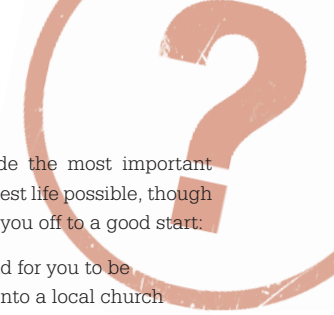 ?
de the most important
est life possible, though
you off to a good start:
d for you to be
nto a local church